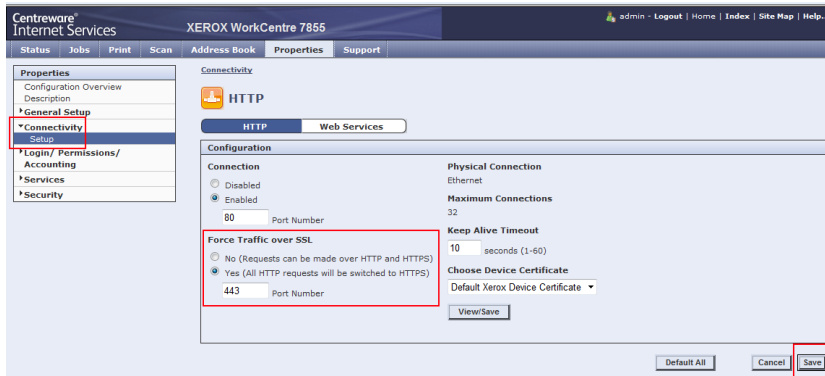 Centreware®
Internet Services
XEROX WorkCentre 7855
admin - Logout | Home | Index | Site Map | Help.
Status Jobs Print Scan Address Book Properties Support
Properties
Configuration Overview
Description
General Setup
Connectivity
Setup
Login/ Permissions/
Accounting
Services
Security
Connectivity
HTTP
HTTP Web Services
Configuration
Connection
Disabled
Enabled
80 Port Number
Force Traffic over SSL
No (Requests can be made over HTTP and HTTPS)
Yes (All HTTP requests will be switched to HTTPS)
443 Port Number
Physical Connection
Ethernet
Maximum Connections
32
Keep Alive Timeout
10 seconds (1-60)
Choose Device Certificate
Default Xerox Device Certificate
View/Save
Default All Cancel Save